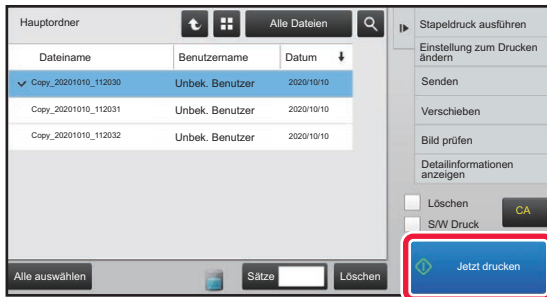 Hauptordner
Alle Dateien
Dateiname Benutzername Datum
Copy_20201010_112030 Unbek. Benutzer 2020/10/10
Copy_20201010_112031 Unbek. Benutzer 2020/10/10
Copy_20201010_112032 Unbek. Benutzer 2020/10/10
Alle auswählen
Sätze
Löschen
Stapeldruck ausführen
Einstellung zum Drucken
ändern
Senden
Verschieben
Bild prüfen
Detailinformationen
anzeigen
Löschen
S/W Druck
CA
Jetzt drucken